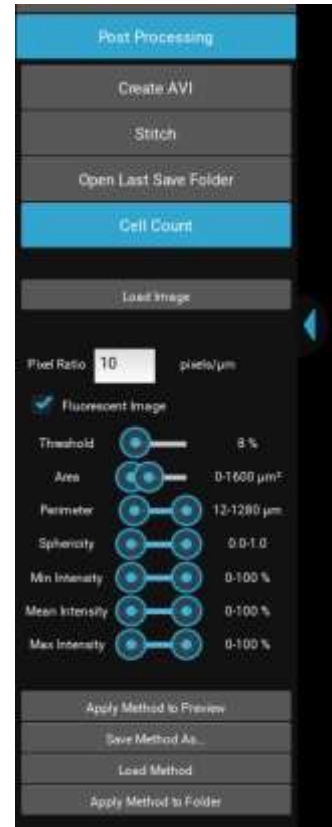 Post Processing
Create AVI
Stitch
Open Last Save Folder
Cell Count
Load Image
Pixel Ratio 10 pixels/µm
Fluorescent Image
Threshold 8 %
Area 0-1600 µm²
Perimeter 12-1280 µm
Sphericity 0.0-1.0
Min Intensity 0-100 %
Mean Intensity 0-100 %
Max Intensity 0-100 %
Apply Method to Preview
Save Method As...
Load Method
Apply Method to Folder